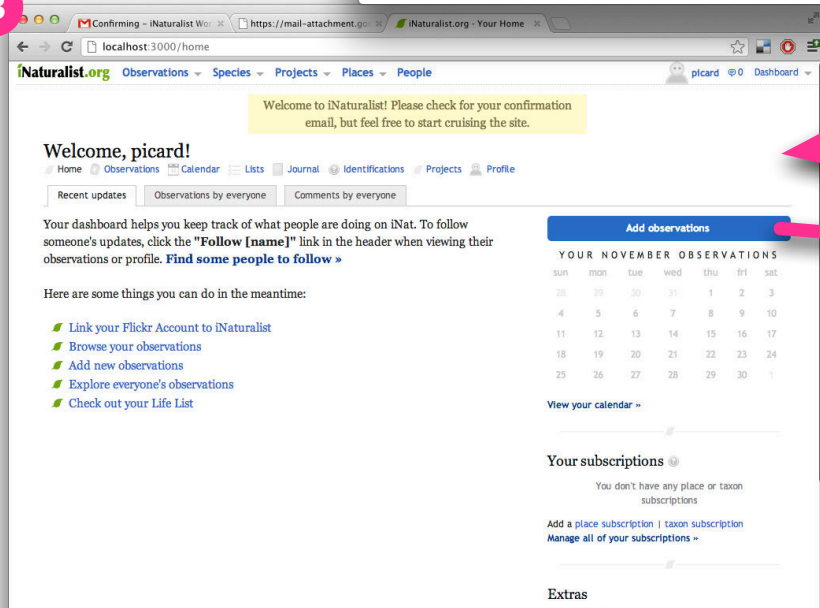 3
Confirming – iNaturalist Wo
https://mail-attachment.goo
iNaturalist.org - Your Home
localhost:3000/home
iNaturalist.org Observations Species Projects Places People picard 0 Dashboard
Welcome to iNaturalist! Please check for your confirmation
email, but feel free to start cruising the site.
Welcome, picard!
Home Observations Calendar Lists Journal Identifications Projects Profile
Recent updates Observations by everyone Comments by everyone
Your dashboard helps you keep track of what people are doing on iNat. To follow
someone's updates, click the "Follow [name]" link in the header when viewing their
observations or profile. Find some people to follow »
Here are some things you can do in the meantime:
Link your Flickr Account to iNaturalist
Browse your observations
Add new observations
Explore everyone's observations
Check out your Life List
Add observations
YOUR NOVEMBER OBSERVATIONS
sun mon tue wed thu fri sat
28 29 30 31 1 2 3
4 5 6 7 8 9 10
11 12 13 14 15 16 17
18 19 20 21 22 23 24
25 26 27 28 29 30 1
View your calendar »
Your subscriptions
You don't have any place or taxon
subscriptions
Add a place subscription | taxon subscription
Manage all of your subscriptions »
Extras